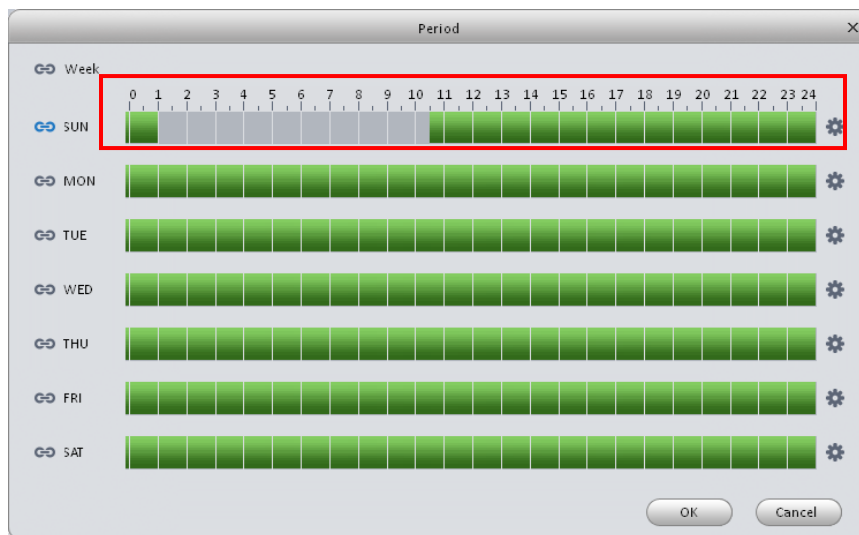 Period
Week
0 1 2 3 4 5 6 7 8 9 10 11 12 13 14 15 16 17 18 19 20 21 22 23 24
SUN
MON
TUE
WED
THU
FRI
SAT
OK Cancel